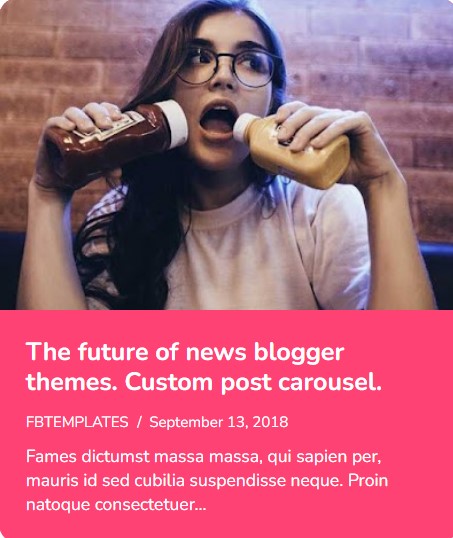 The future of news blogger
themes. Custom post carousel.
FBTEMPLATES / September 13, 2018
Fames dictumst massa massa, qui sapien per,
mauris id sed cubilia suspendisse neque. Proin
natoque consectetuer...